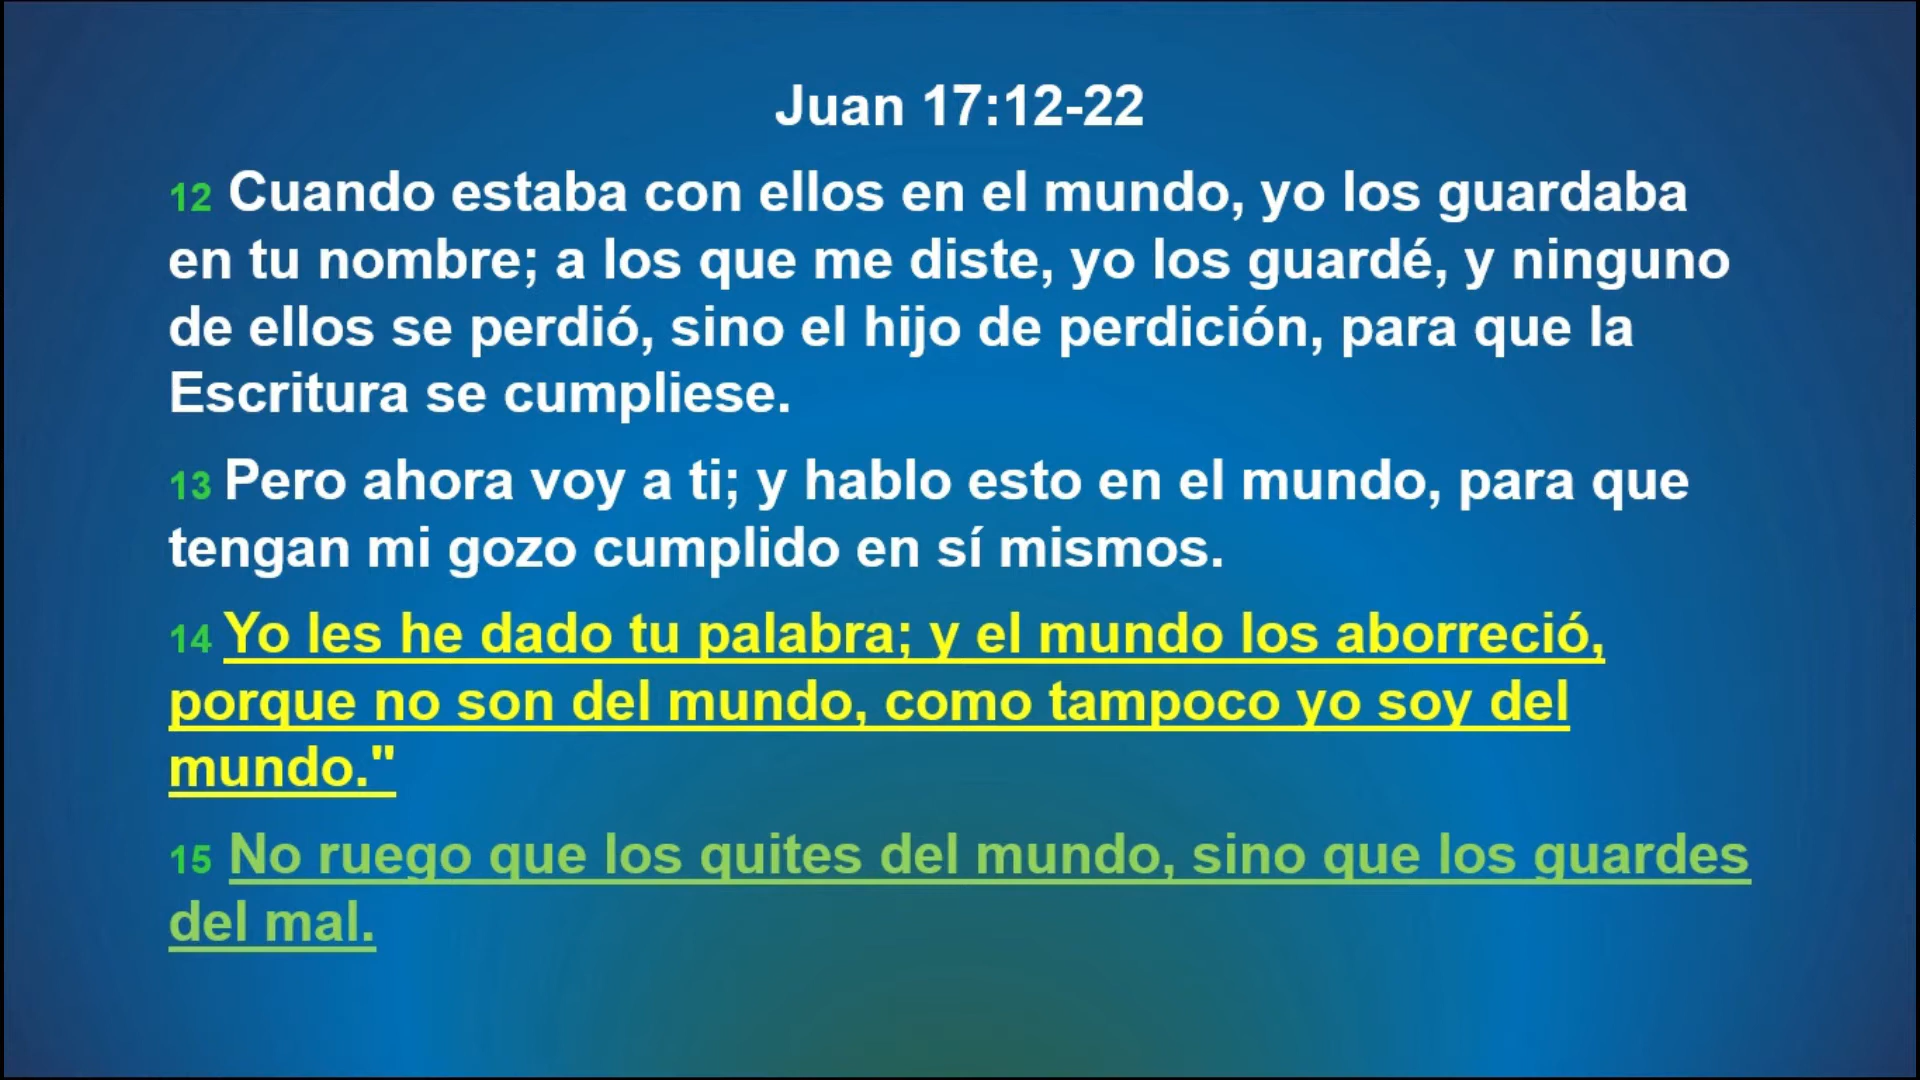 Juan 17:12-22
12 Cuando estaba con ellos en el mundo, yo los guardaba
en tu nombre; a los que me diste, yo los guardé, y ninguno
de ellos se perdió, sino el hijo de perdición, para que la
Escritura se cumpliese.
13 Pero ahora voy a ti; y hablo esto en el mundo, para que
tengan mi gozo cumplido en sí mismos.
14 Yo les he dado tu palabra; y el mundo los aborreció,
porque no son del mundo, como tampoco yo soy del
mundo."
15 No ruego que los quites del mundo, sino que los guardes
del mal.